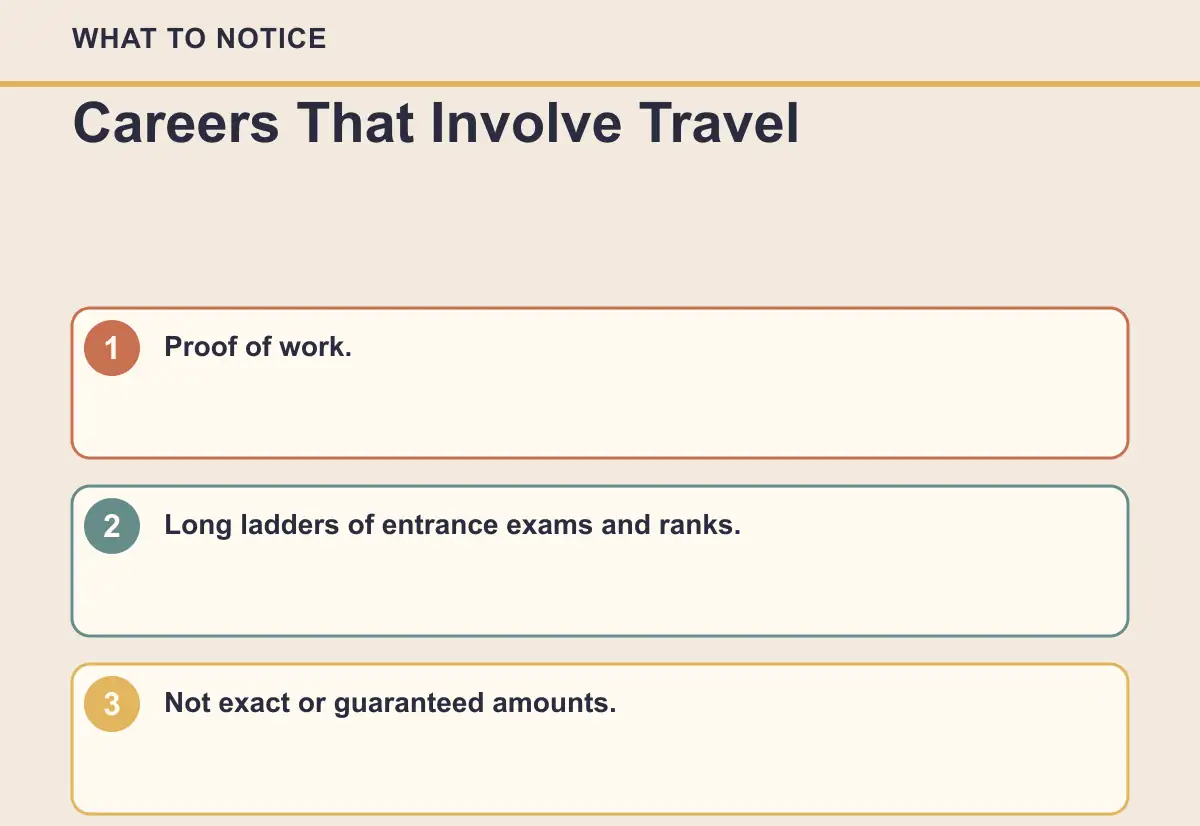 WHAT TO NOTICE
Careers That Involve Travel
1 Proof of work.
2 Long ladders of entrance exams and ranks.
3 Not exact or guaranteed amounts.